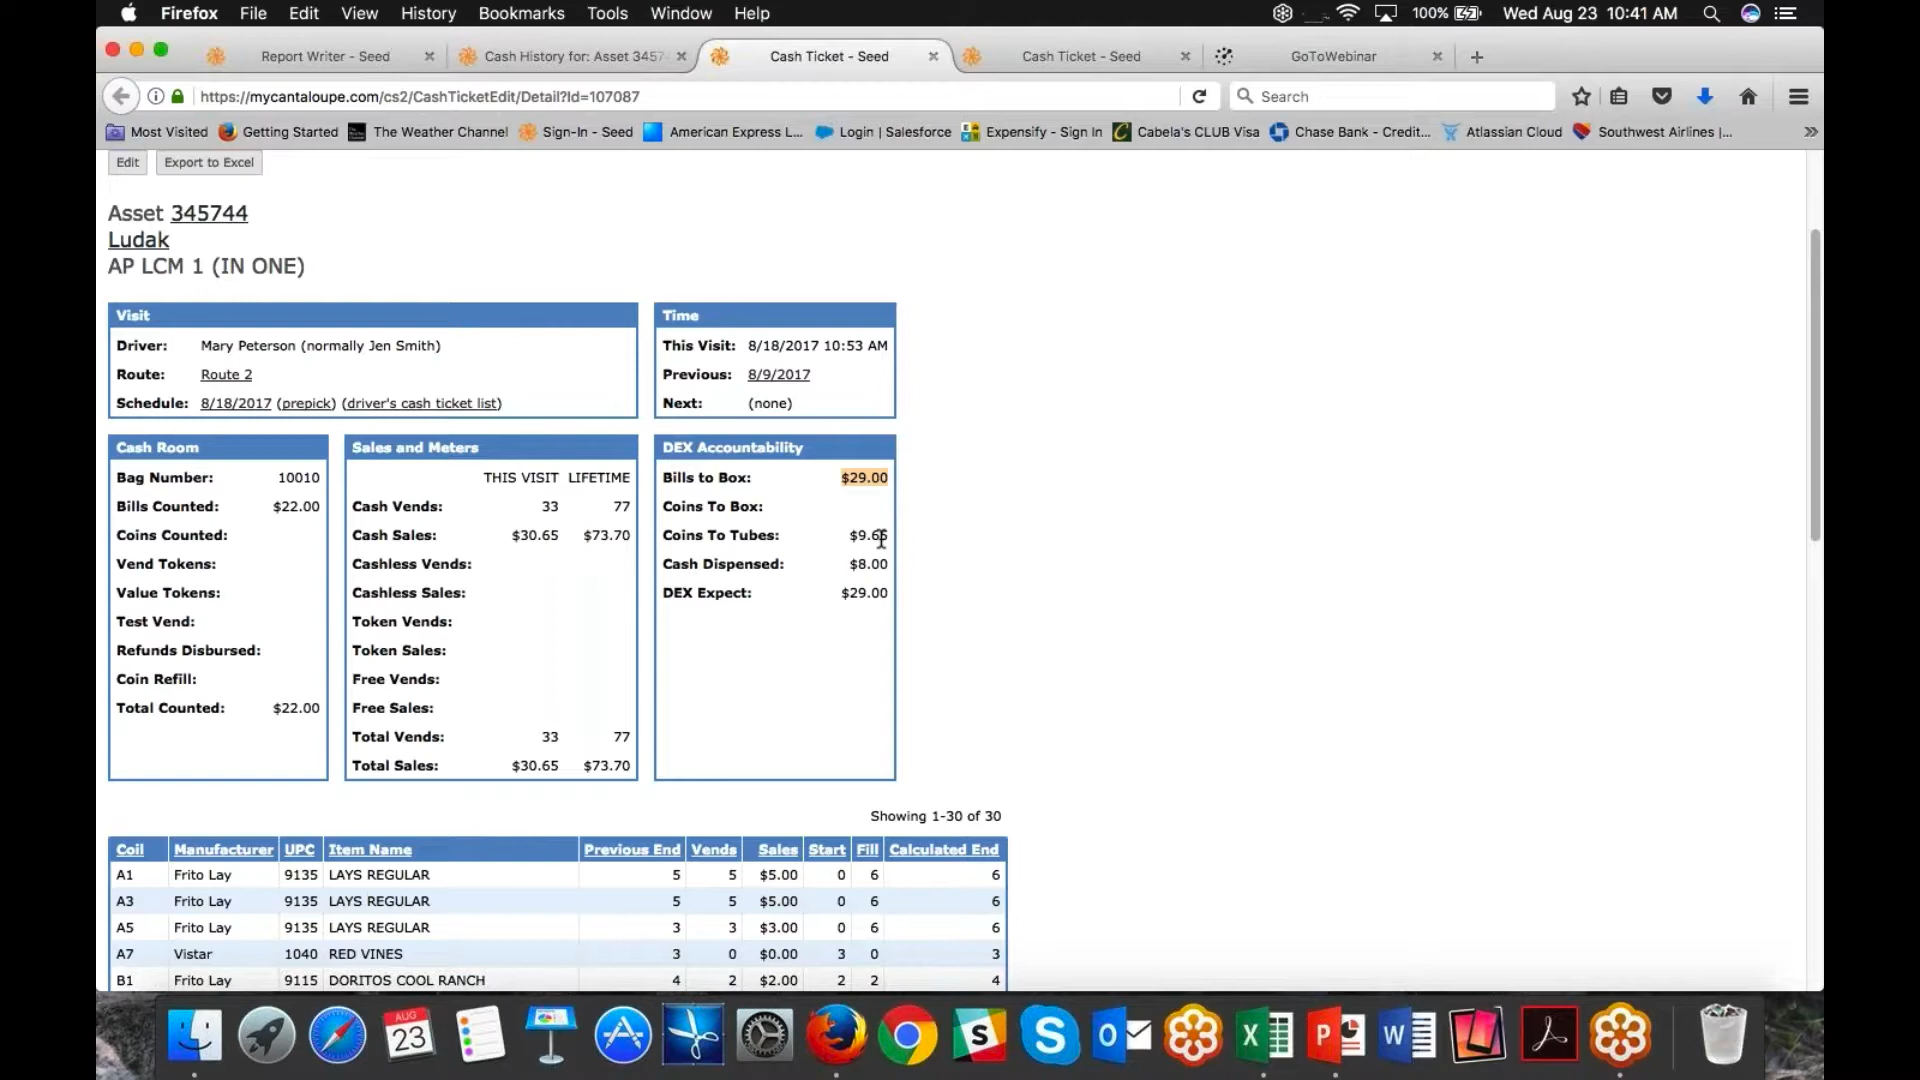 Firefox File Edit View History Bookmarks Tools Window Help 100% Wed Aug 23 10:41 AM
Report Writer - Seed Cash History for: Asset 3457 Cash Ticket - Seed Cash Ticket - Seed GoToWebinar
https://mycantaloupe.com/cs2/CashTicketEdit/Detail?Id=107087 Search
Most Visited Getting Started The Weather Channel Sign-In - Seed American Express L... Login | Salesforce Expensify - Sign In Cabela's CLUB Visa Chase Bank - Credit... Atlassian Cloud Southwest Airlines |...
Edit Export to Excel
Asset 345744
Ludak
AP LCM 1 (IN ONE)
Visit
Driver: Mary Peterson (normally Jen Smith)
Route: Route 2
Schedule: 8/18/2017 (prepick) (driver's cash ticket list)
Time
This Visit: 8/18/2017 10:53 AM
Previous: 8/9/2017
Next: (none)
Cash Room
Bag Number: 10010
Bills Counted: $22.00
Coins Counted:
Vend Tokens:
Value Tokens:
Test Vend:
Refunds Disbursed:
Coin Refill:
Total Counted: $22.00
Sales and Meters
THIS VISIT LIFETIME
Cash Vends: 33 77
Cash Sales: $30.65 $73.70
Cashless Vends:
Cashless Sales:
Token Vends:
Token Sales:
Free Vends:
Free Sales:
Total Vends: 33 77
Total Sales: $30.65 $73.70
DEX Accountability
Bills to Box: $29.00
Coins To Box:
Coins To Tubes: $9.65
Cash Dispensed: $8.00
DEX Expect: $29.00
Showing 1-30 of 30
Coil Manufacturer UPC Item Name Previous End Vends Sales Start Fill Calculated End
A1 Frito Lay 9135 LAYS REGULAR 5 5 $5.00 0 6 6
A3 Frito Lay 9135 LAYS REGULAR 5 5 $5.00 0 6 6
A5 Frito Lay 9135 LAYS REGULAR 3 3 $3.00 0 6 6
A7 Vistar 1040 RED VINES 3 0 $0.00 3 0 3
B1 Frito Lay 9115 DORITOS COOL RANCH 4 2 $2.00 2 2 4
AUG
23